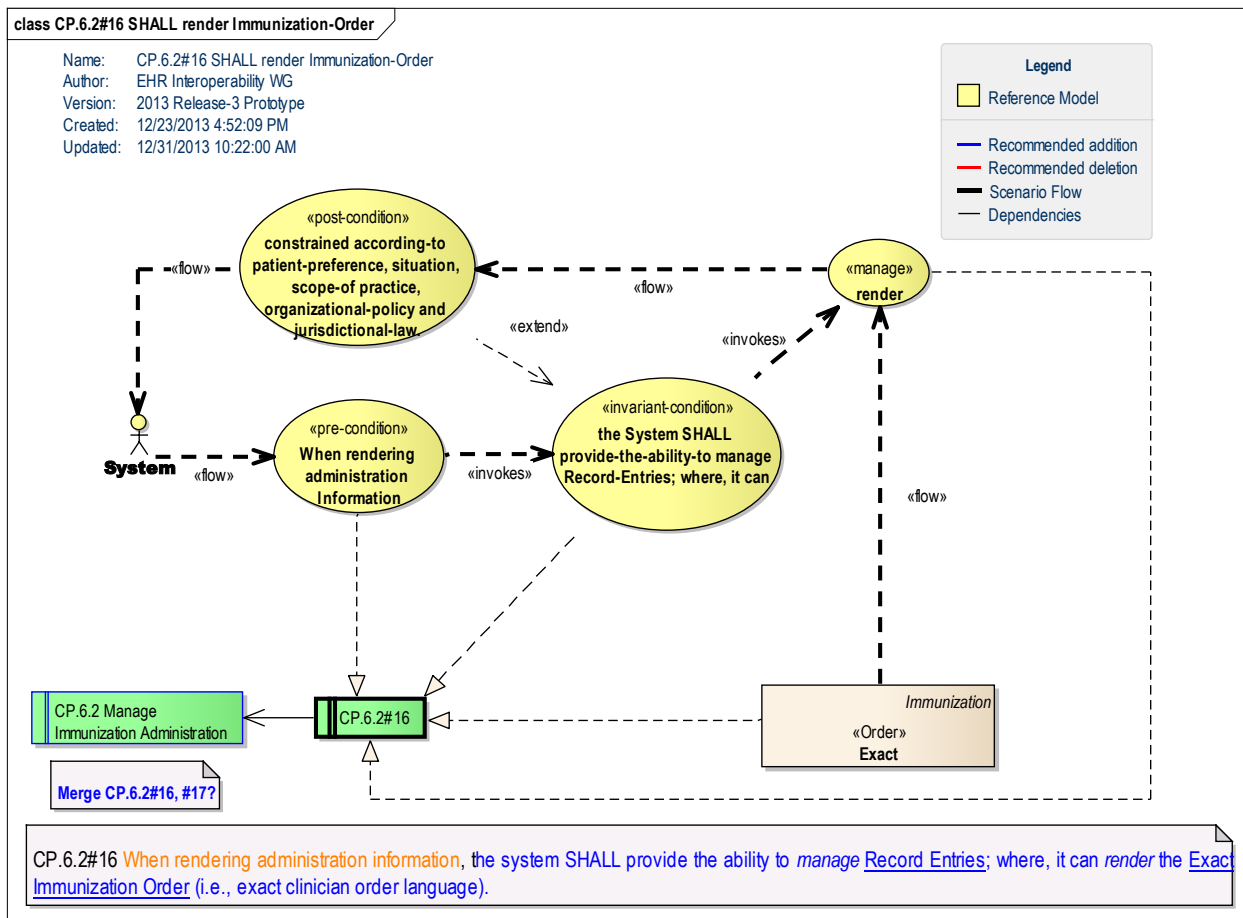 class CP.6.2#16 SHALL render Immunization-Order
Name: CP.6.2#16 SHALL render Immunization-Order
Author: EHR Interoperability WG
Version: 2013 Release-3 Prototype
Created: 12/23/2013 4:52:09 PM
Updated: 12/31/2013 10:22:00 AM
Legend
Reference Model
Recommended addition
Recommended deletion
Scenario Flow
Dependencies
«post-condition»
constrained according-to
patient-preference, situation,
scope-of practice,
organizational-policy and
jurisdictional-law.
«flow»
«flow»
«manage»
render
«extend»
«invokes»
«invariant-condition»
the System SHALL
provide-the-ability-to manage
Record-Entries; where, it can
«pre-condition»
When rendering
administration
Information
System
«flow»
«invokes»
«flow»
CP.6.2 Manage
Immunization Administration
CP.6.2#16
Immunization
«Order»
Exact
Merge CP.6.2#16, #17?
CP.6.2#16 When rendering administration information, the system SHALL provide the ability to manage Record Entries; where, it can render the Exact
Immunization Order (i.e., exact clinician order language).